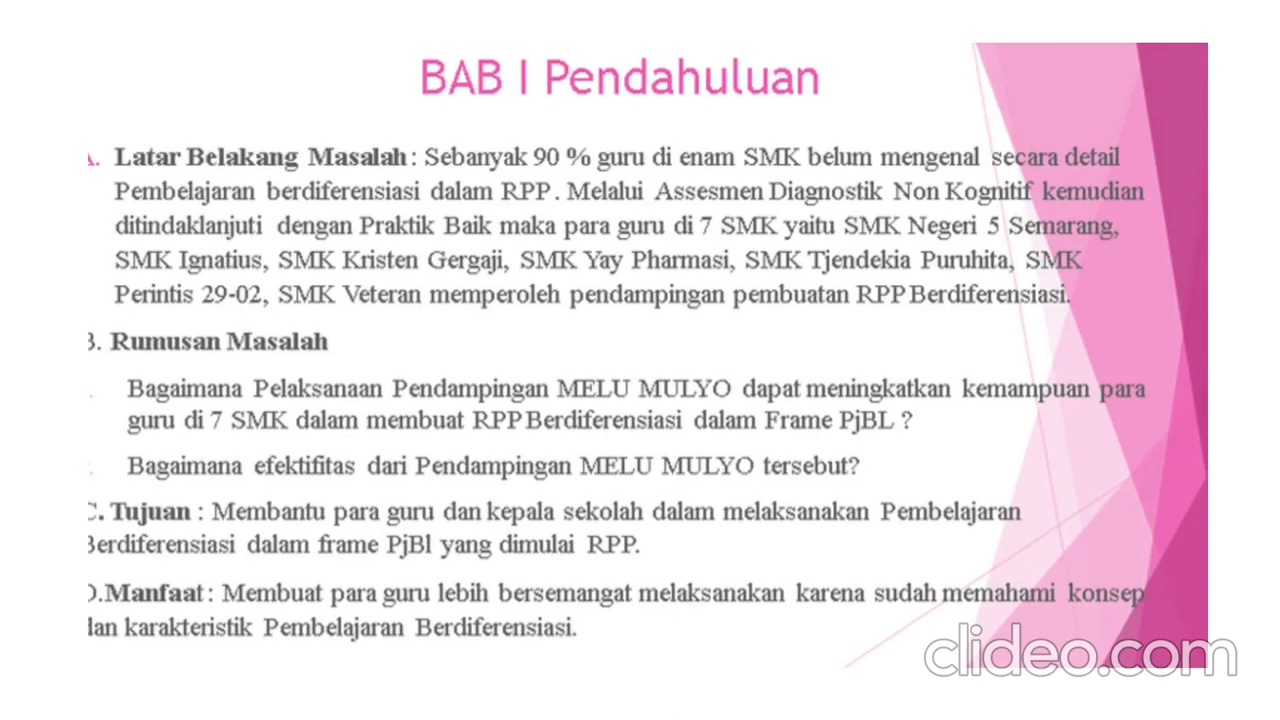 BAB I Pendahuluan
A. Latar Belakang Masalah : Sebanyak 90 % guru di enam SMK belum mengenal secara detail
Pembelajaran berdiferensiasi dalam RPP . Melalui Assesmen Diagnostik Non Kognitif kemudian
ditindaklanjuti dengan Praktik Baik maka para guru di 7 SMK yaitu SMK Negeri 5 Semarang,
SMK Ignatius, SMK Kristen Gergaji, SMK Yay Pharmasi, SMK Tjendekia Puruhita, SMK
Perintis 29-02, SMK Veteran memperoleh pendampingan pembuatan RPP Berdiferensiasi.
B. Rumusan Masalah
Bagaimana Pelaksanaan Pendampingan MELU MULYO dapat meningkatkan kemampuan para
guru di 7 SMK dalam membuat RPP Berdiferensiasi dalam Frame PjBL ?
Bagaimana efektifitas dari Pendampingan MELU MULYO tersebut?
C. Tujuan : Membantu para guru dan kepala sekolah dalam melaksanakan Pembelajaran
Berdiferensiasi dalam frame PjBl yang dimulai RPP.
D.Manfaat : Membuat para guru lebih bersemangat melaksanakan karena sudah memahami konsep
dan karakteristik Pembelajaran Berdiferensiasi.
clideo.com